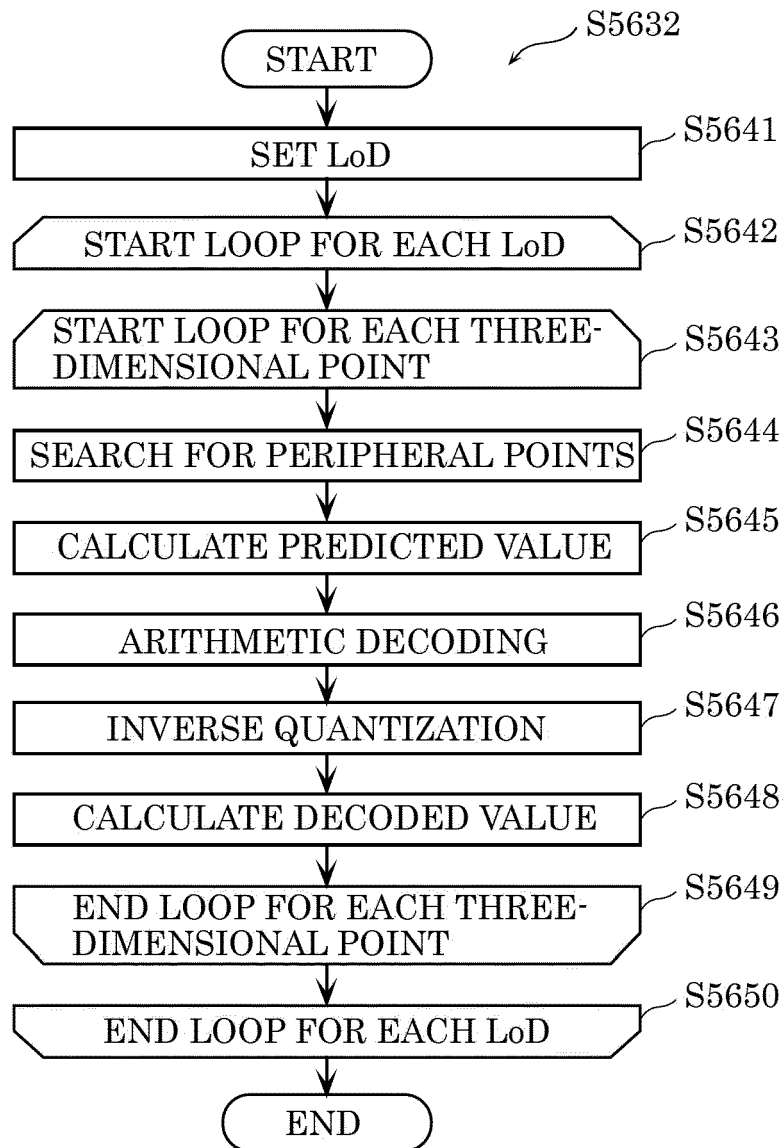 S5632
START
S5641
SET LoD
S5642
START LOOP FOR EACH LoD
S5643
START LOOP FOR EACH THREE-
DIMENSIONAL POINT
S5644
SEARCH FOR PERIPHERAL POINTS
S5645
CALCULATE PREDICTED VALUE
S5646
ARITHMETIC DECODING
S5647
INVERSE QUANTIZATION
S5648
CALCULATE DECODED VALUE
S5649
END LOOP FOR EACH THREE-
DIMENSIONAL POINT
S5650
END LOOP FOR EACH LoD
END